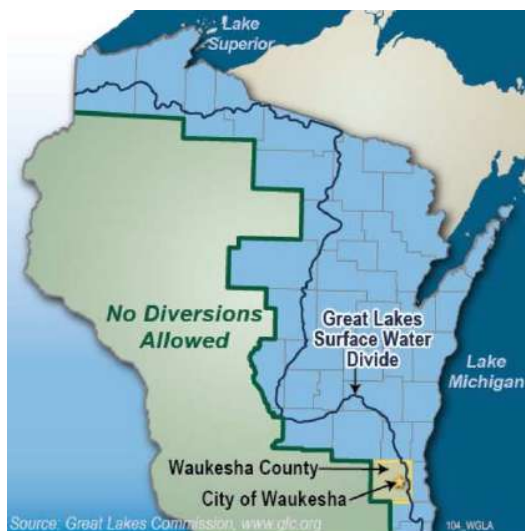 Lake
Superior
No Diversions
Allowed
Great Lakes
Surface Water
Divide
Lake
Michigan
Waukesha County
City of Waukesha
Source: Great Lakes Commission, www.glc.org
104_WGLA